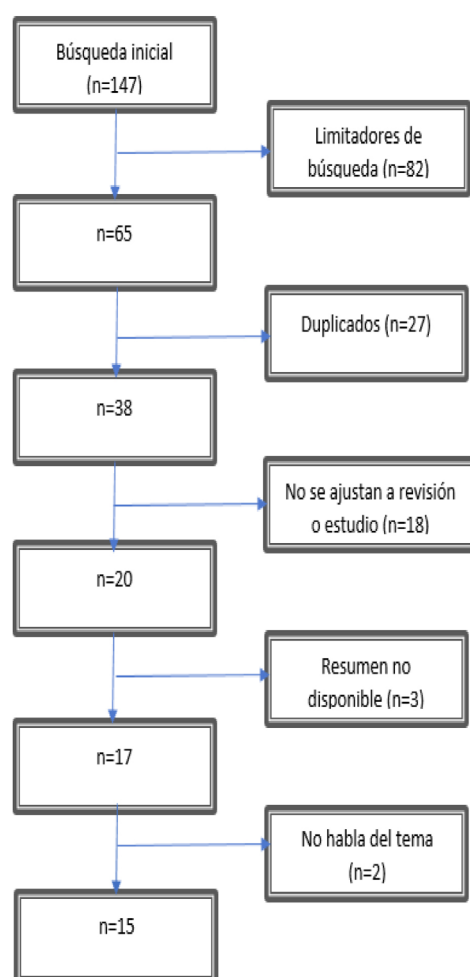 Búsqueda inicial
(n=147)
Limitadores de
búsqueda (n=82)
n=65
Duplicados (n=27)
n=38
No se ajustan a revisión
o estudio (n=18)
n=20
Resumen no
disponible (n=3)
n=17
No habla del tema
(n=2)
n=15